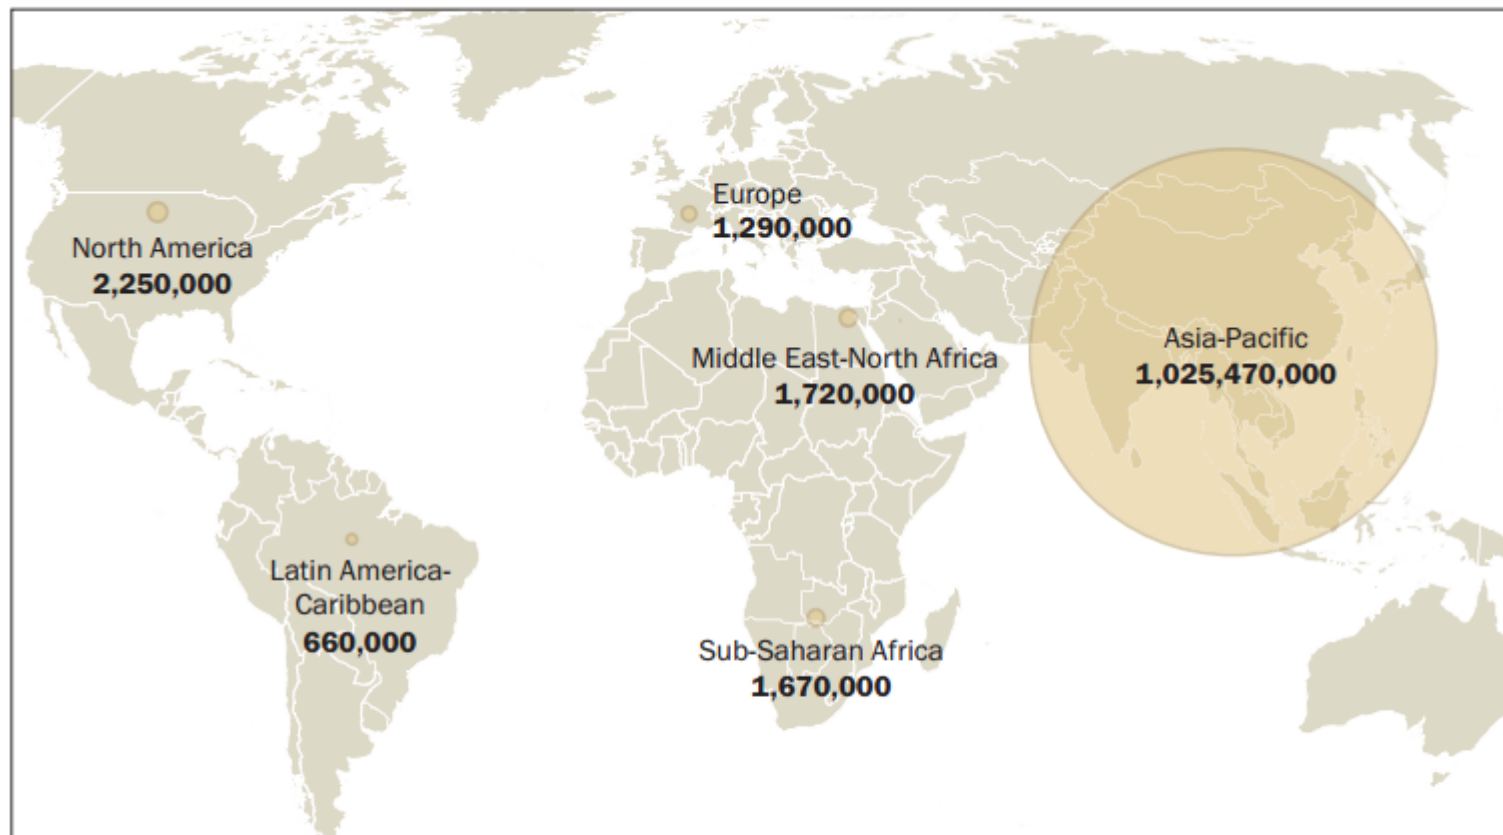 Europe
1,290,000
North America
2,250,000
Asia-Pacific
1,025,470,000
Middle East-North Africa
1,720,000
Latin America-
Caribbean
660,000
Sub-Saharan Africa
1,670,000